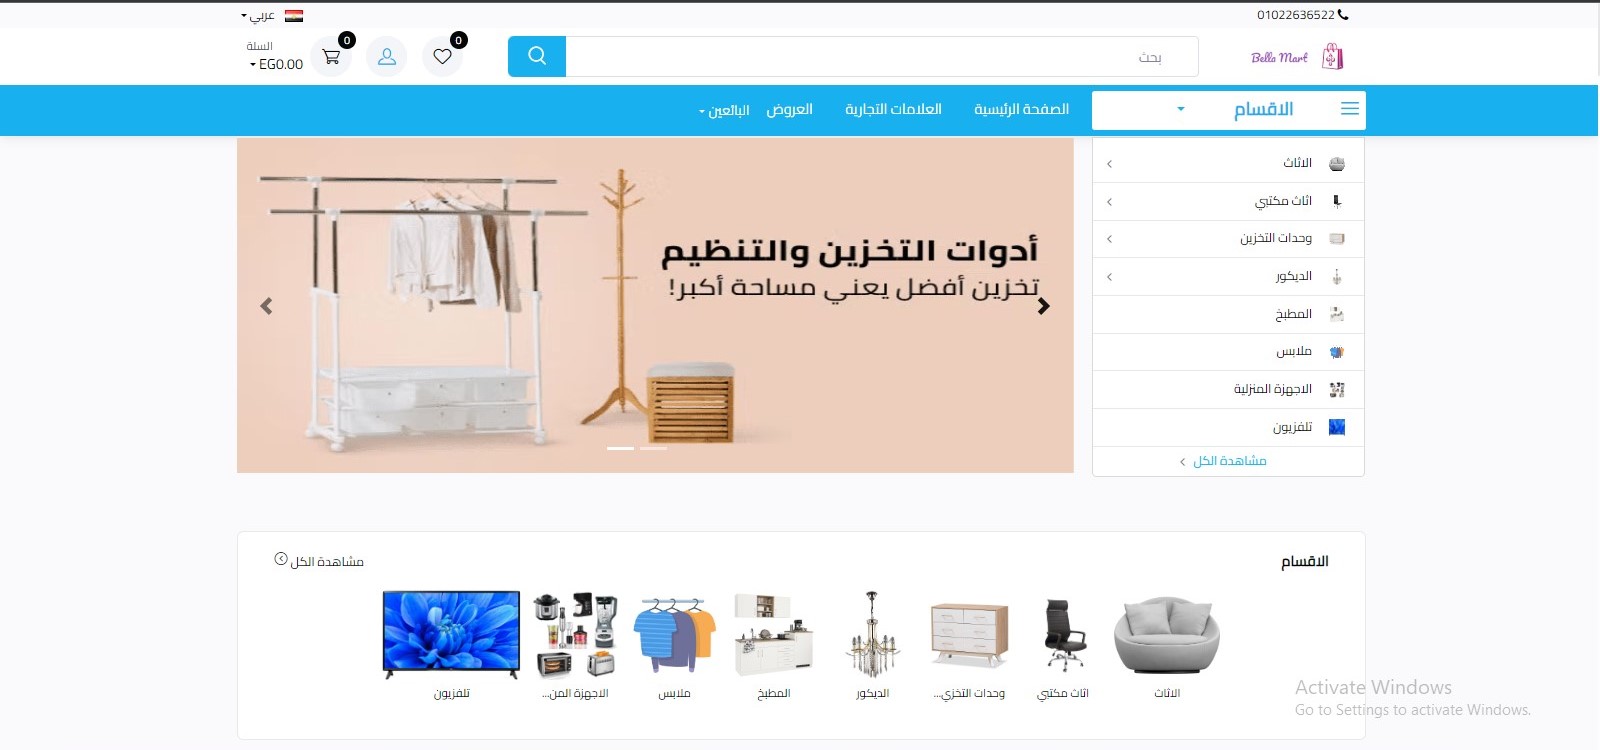 01022636522
عربي
Bella Mart
بحث
0
0
السلة
EG0.00
الاقسام
الصفحة الرئيسية
العلامات التجارية
العروض
البائعين
الاثاث
اثاث مكتبي
وحدات التخزين
الديكور
المطبخ
ملابس
الاجهزة المنزلية
تلفزيون
مشاهدة الكل
أدوات التخزين والتنظيم
تخزين أفضل يعني مساحة أكبر!
الاقسام
مشاهدة الكل
الاثاث
اثاث مكتبي
وحدات التخزي...
الديكور
المطبخ
ملابس
الاجهزة المن...
تلفزيون
Activate Windows
Go to Settings to activate Windows.